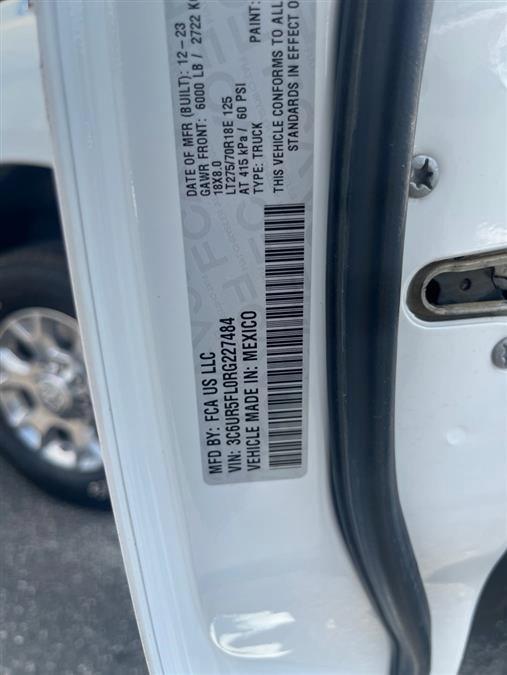 MFD BY: FCA US LLC
DATE OF MFR (BUILT): 12-23
GAWR FRONT: 6000 LB / 2722 K
18X8.0
LT275/70R18E 125
AT 415 kPa / 60 PSI
TYPE: TRUCK
PAINT:
THIS VEHICLE CONFORMS TO ALL
STANDARDS IN EFFECT O
VIN: 3C6UR5FL0RG227484
VEHICLE MADE IN: MEXICO